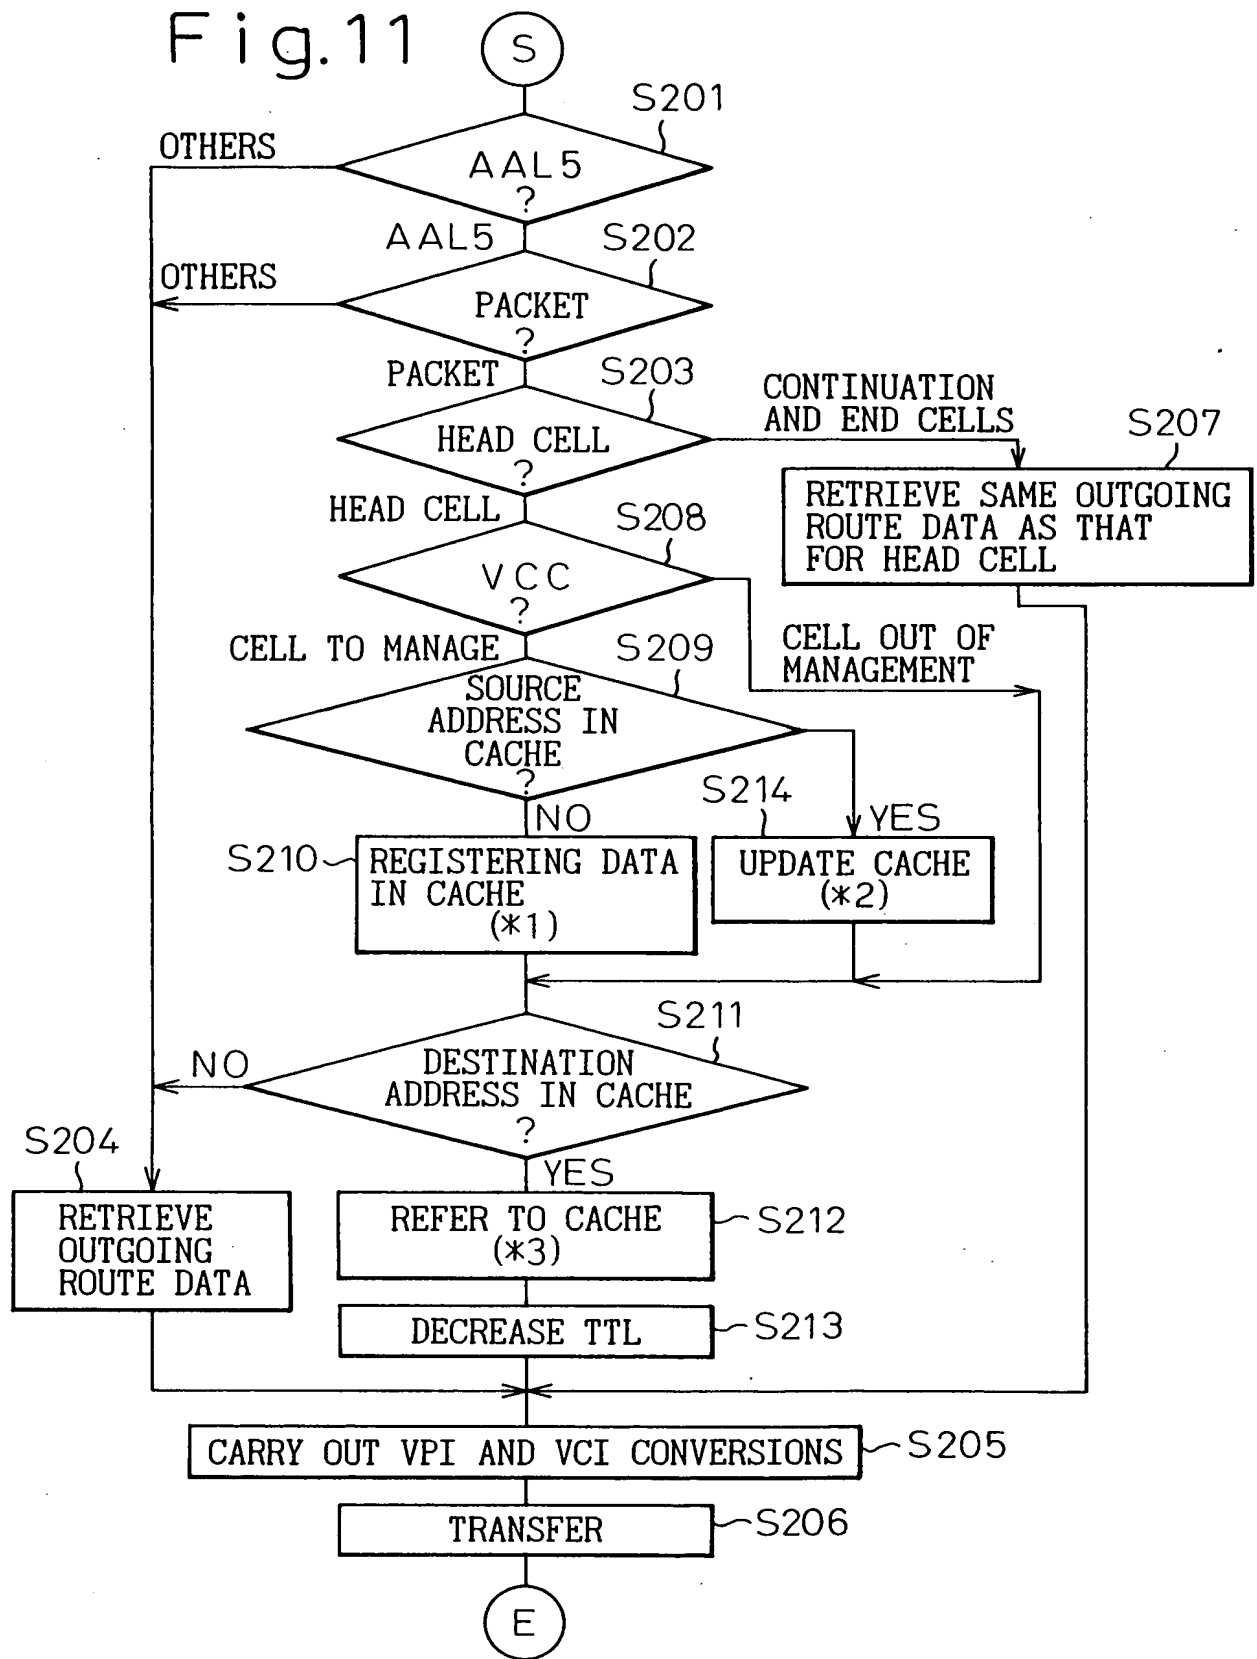 Fig.11
S
S201
OTHERS
AAL5
?
AAL5
S202
OTHERS
PACKET
?
PACKET
S203
CONTINUATION
AND END CELLS
HEAD CELL
?
S207
RETRIEVE SAME OUTGOING
ROUTE DATA AS THAT
FOR HEAD CELL
HEAD CELL
S208
VCC
?
CELL TO MANAGE
S209
CELL OUT OF
MANAGEMENT
SOURCE
ADDRESS IN
CACHE
?
NO
S214
YES
S210
REGISTERING DATA
IN CACHE
(*1)
UPDATE CACHE
(*2)
S211
NO
DESTINATION
ADDRESS IN CACHE
?
S204
YES
RETRIEVE
OUTGOING
ROUTE DATA
REFER TO CACHE
(*3)
S212
DECREASE TTL
S213
CARRY OUT VPI AND VCI CONVERSIONS
S205
TRANSFER
S206
E